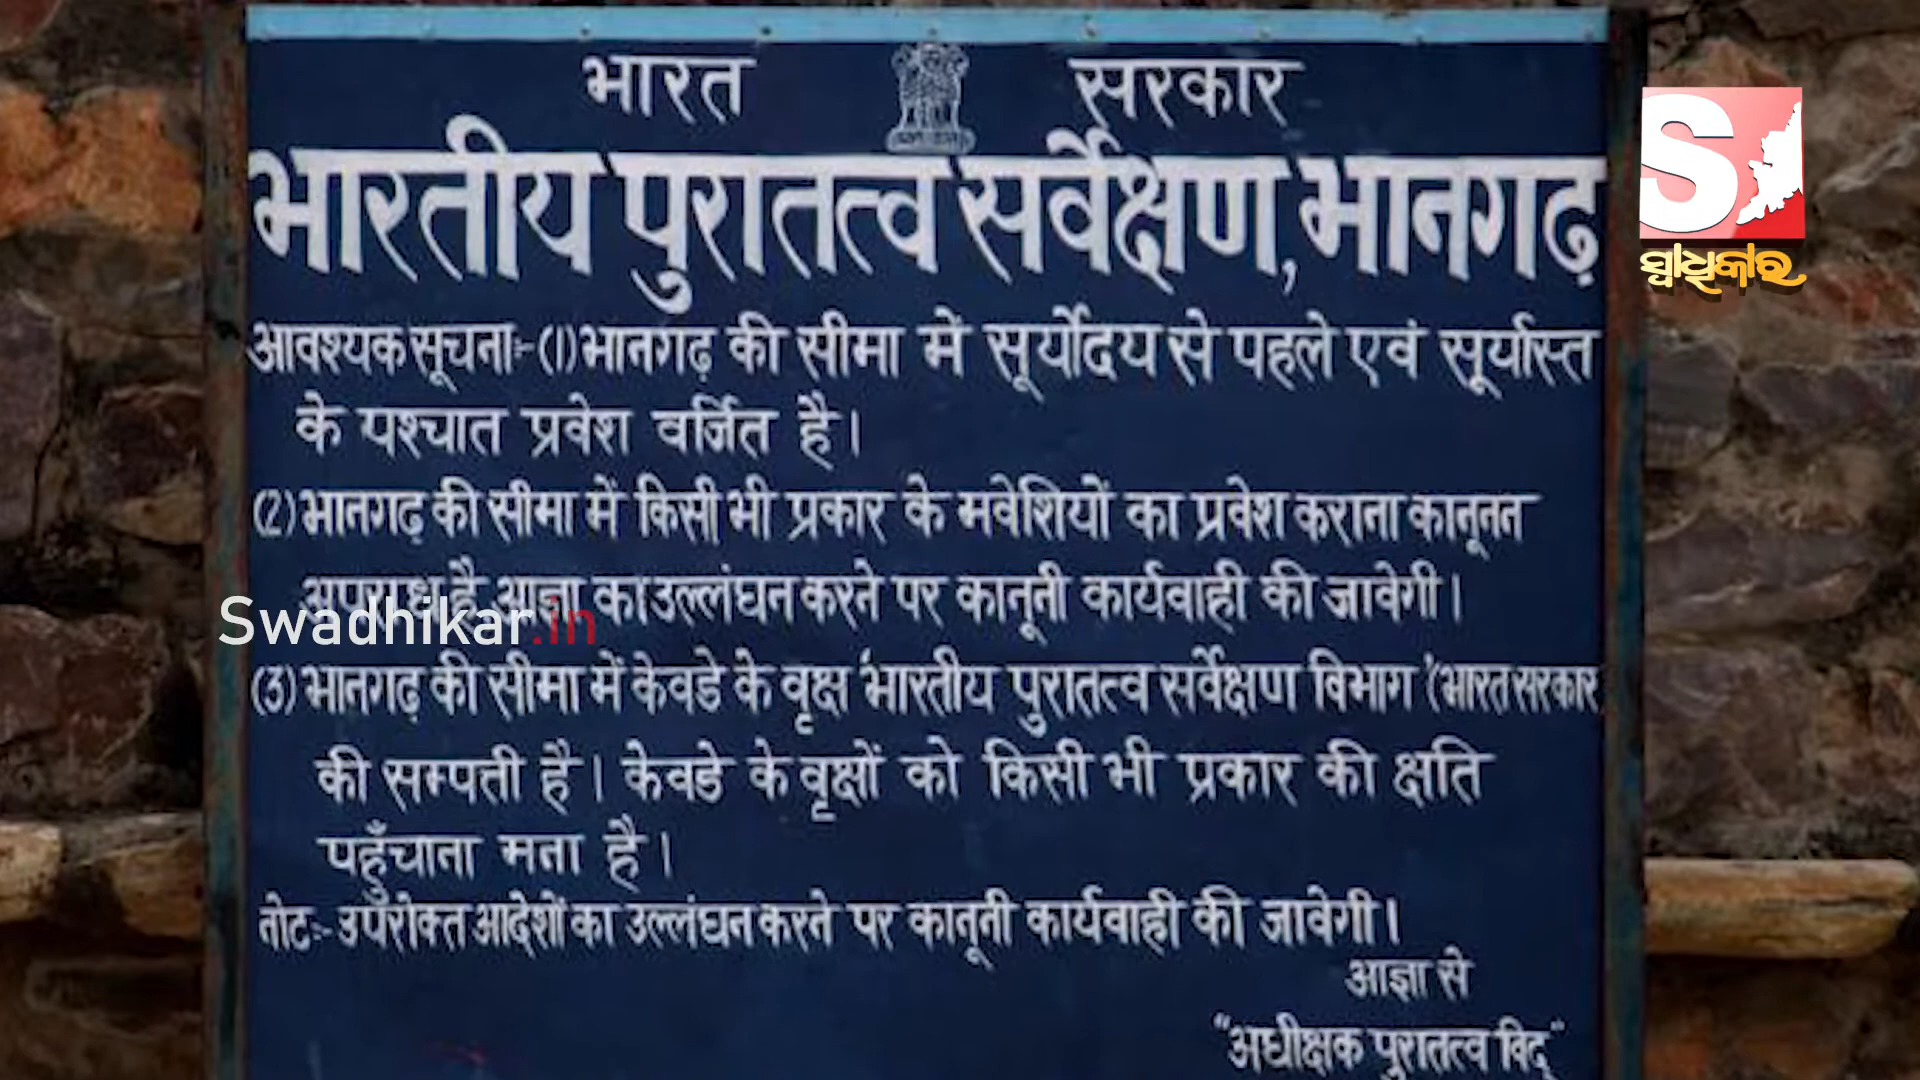 भारत सरकार
भारतीय पुरातत्व सर्वेक्षण, भानगढ़
आवश्यक सूचनाः-(1) भानगढ़ की सीमा में सूर्योदय से पहले एवं सूर्यास्त
के पश्चात प्रवेश वर्जित है।
(2) भानगढ़ की सीमा में किसी भी प्रकार के मवेशियों का प्रवेश कराना कानूनन
अपराध है, आज्ञा का उल्लंघन करने पर कानूनी कार्यवाही की जावेगी।
(3) भानगढ़ की सीमा में केवडे के वृक्ष 'भारतीय पुरातत्व सर्वेक्षण विभाग '(भारत सरकार
की सम्पती है। केवडे के वृक्षों को किसी भी प्रकार की क्षति
पहुँचाना मना है।
नोटः- उपरोक्त आदेशों का उल्लंघन करने पर कानूनी कार्यवाही की जावेगी।
आज्ञा से
"अधीक्षक पुरातत्व विद्"
S
ସ୍ୱାଧିକାର
Swadhikar.in